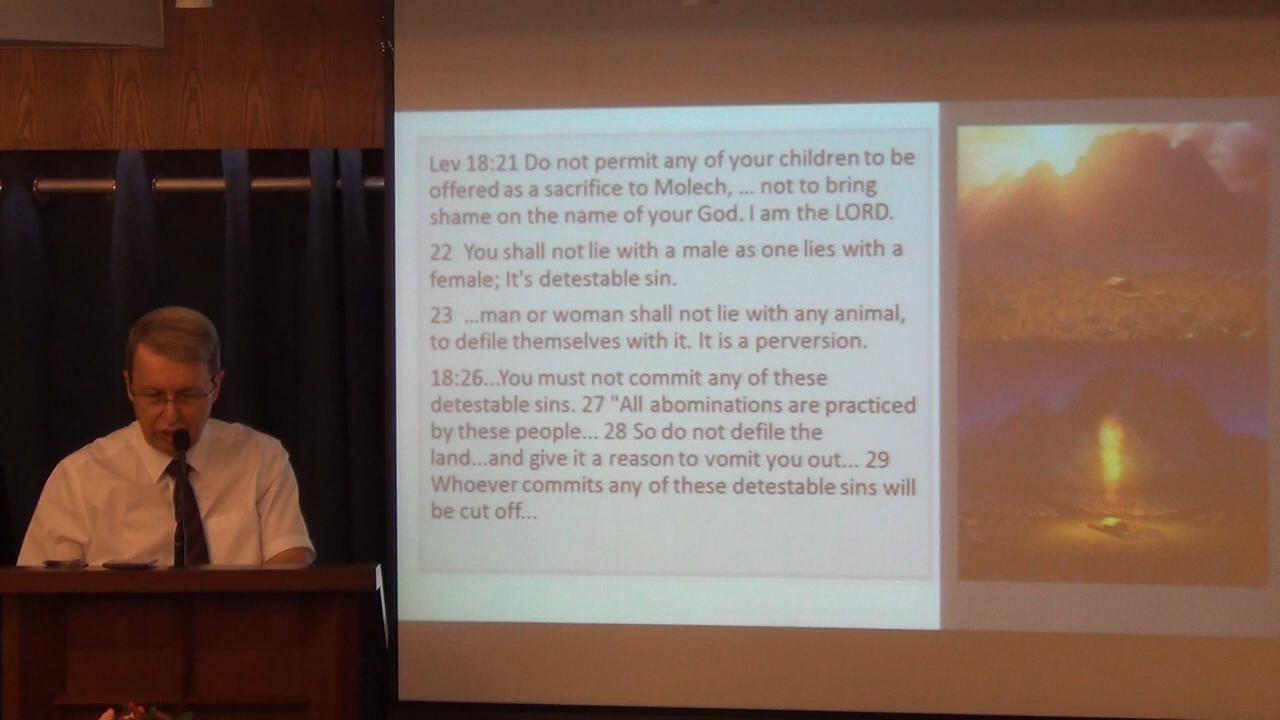 Lev 18:21 Do not permit any of your children to be
offered as a sacrifice to Molech, ... not to bring
shame on the name of your God. I am the LORD.
22 You shall not lie with a male as one lies with a
female; It's detestable sin.
23 ...man or woman shall not lie with any animal,
to defile themselves with it. It is a perversion.
18:26...You must not commit any of these
detestable sins. 27 "All abominations are practiced
by these people... 28 So do not defile the
land...and give it a reason to vomit you out... 29
Whoever commits any of these detestable sins will
be cut off...